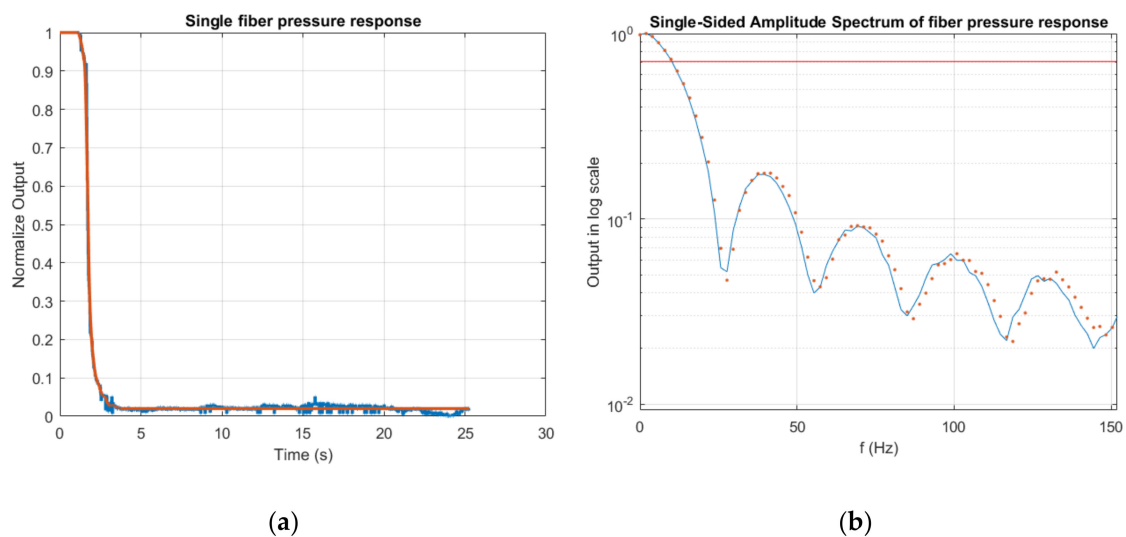 Single fiber pressure response
1
0.9
0.8
0.7
0.6
0.5
0.4
0.3
0.2
0.1
0
Normalize Output
0 5 10 15 20 25 30
Time (s)
(a)
Single-Sided Amplitude Spectrum of fiber pressure response
10^0
10^-1
10^-2
Output in log scale
0 50 100 150
f (Hz)
(b)